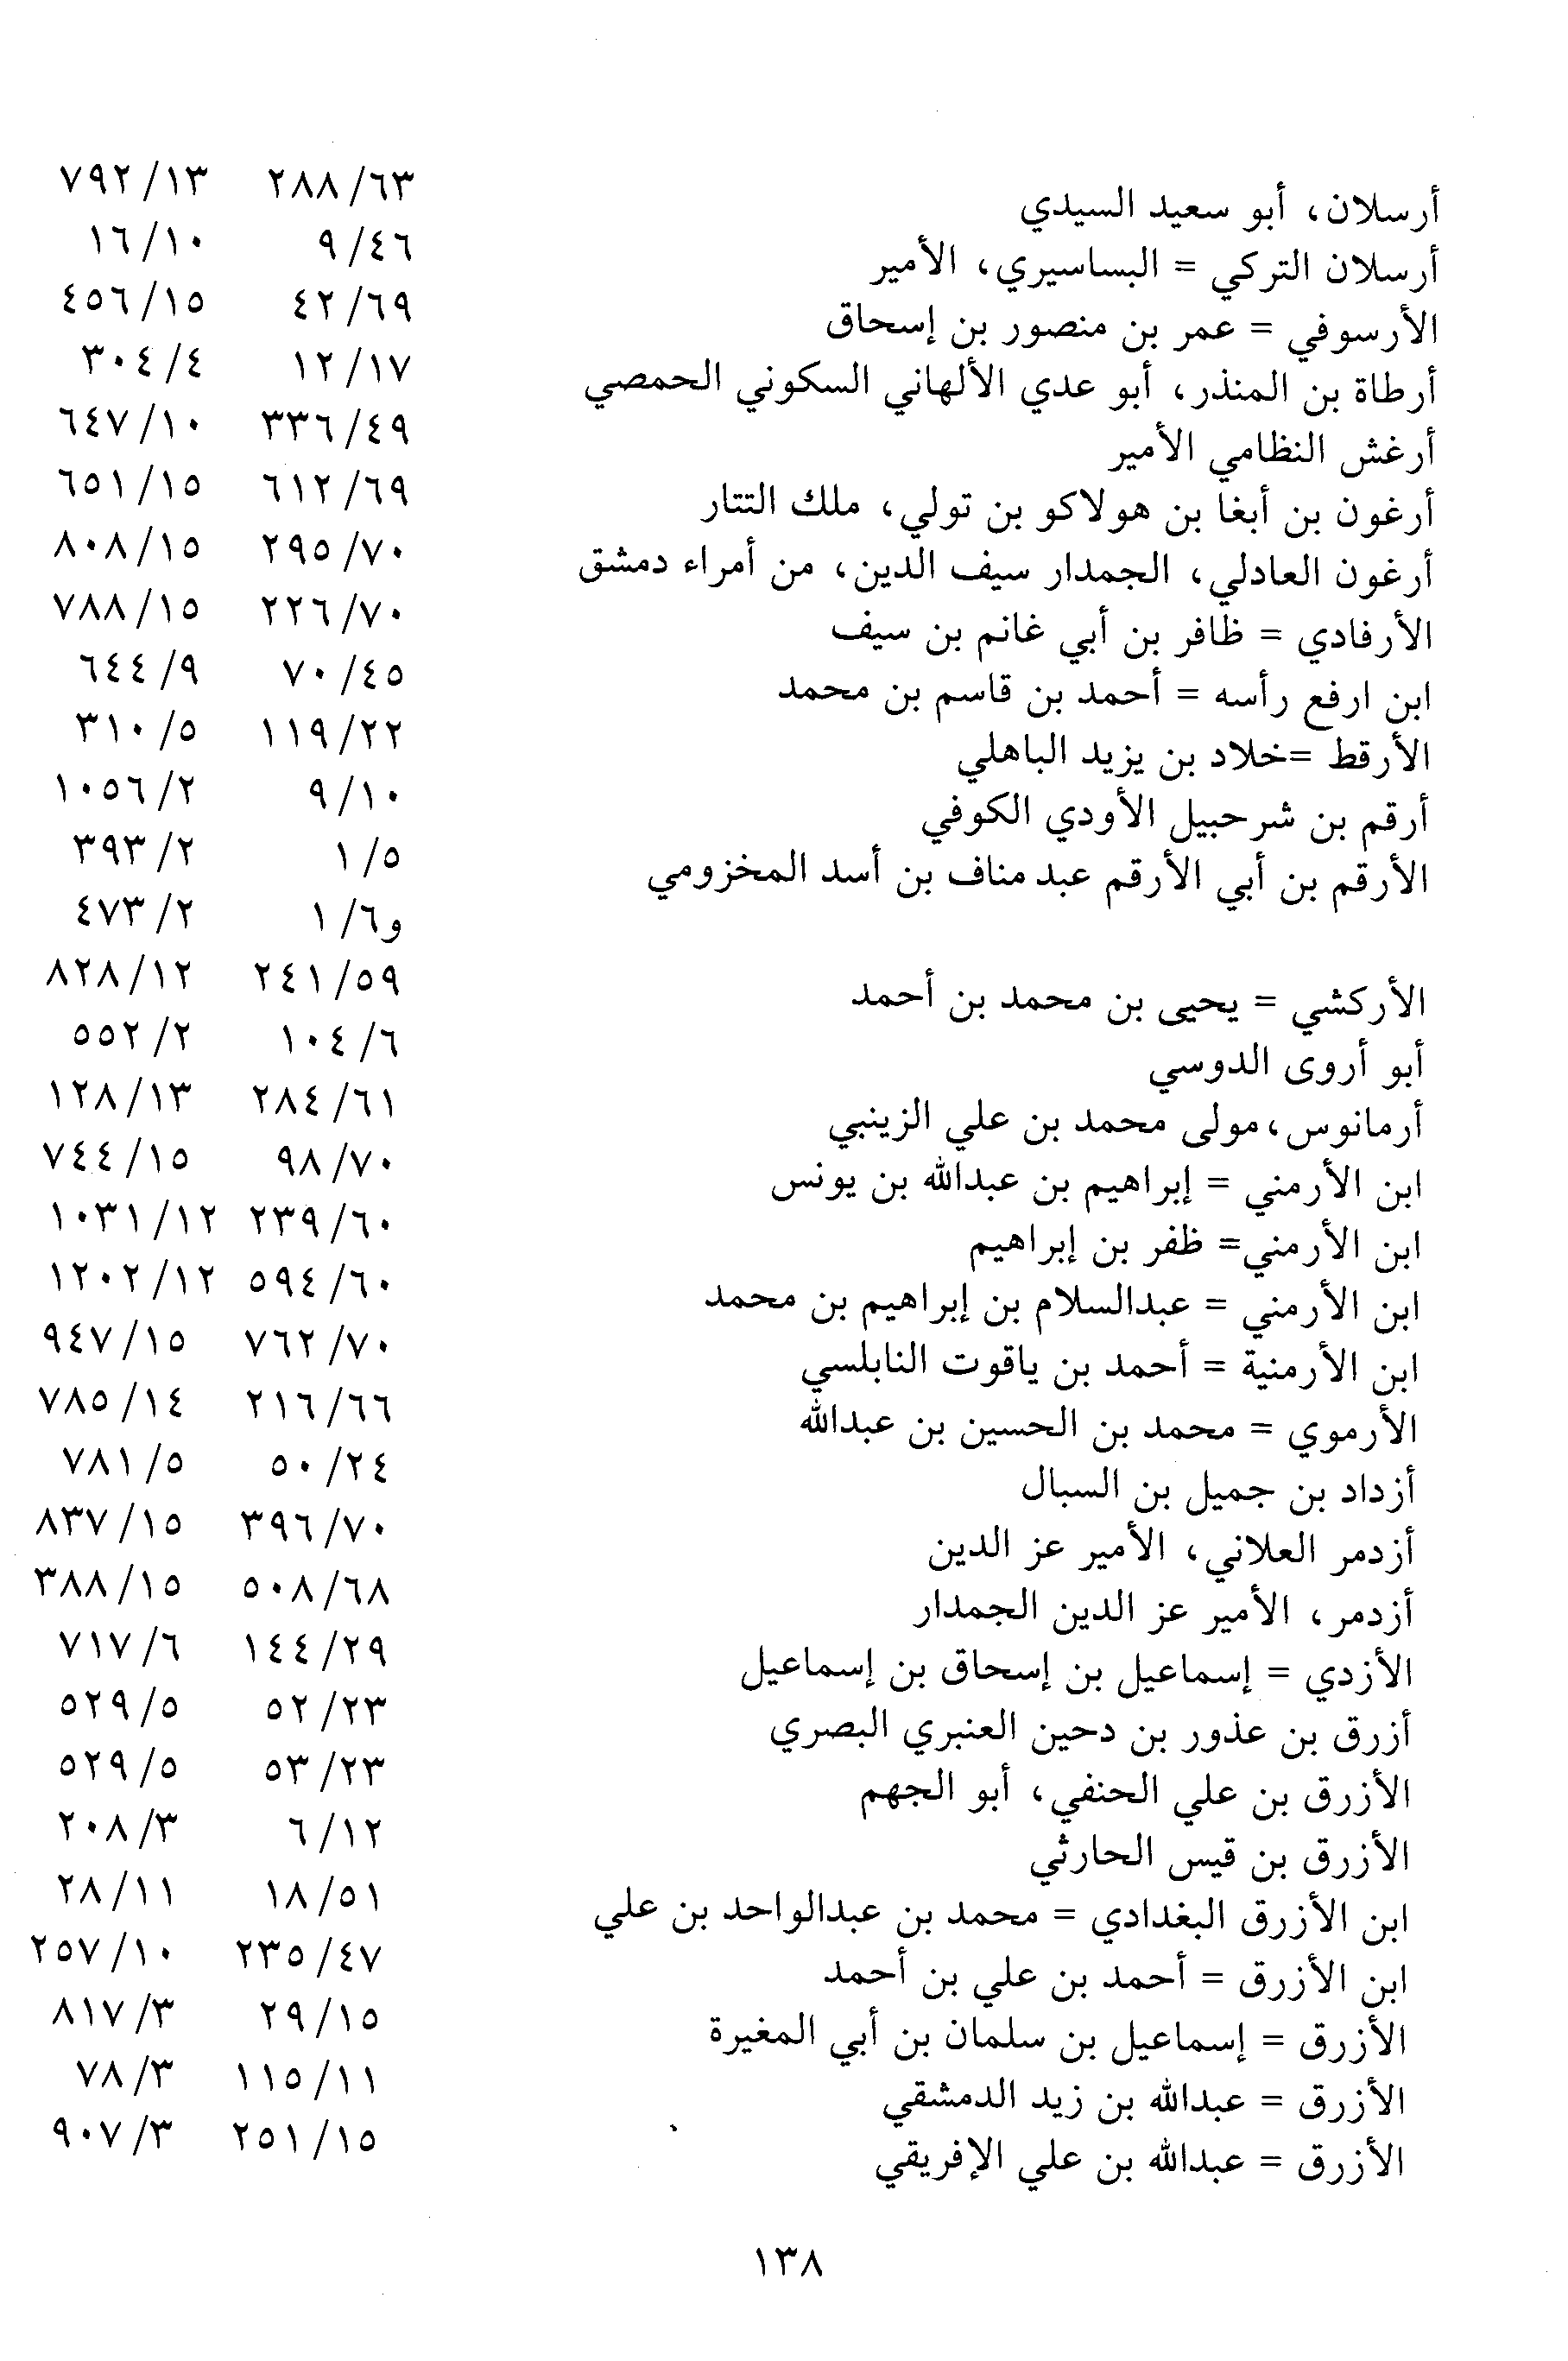 أرسلان، أبو سعيد السيدي ٢٨٨/٦٣ ٧٩٢/١٣
أرسلان التركي = البساسيري، الأمير ٩/٤٦ ١٦/١٠
الأرسوفي = عمر بن منصور بن إسحاق ٤٢/٦٩ ٤٥٦/١٥
أرطاة بن المنذر، أبو عدي الألهاني السكوني الحمصي ١٢/١٧ ٣٠٤/٤
أرغش النظامي الأمير ٣٣٦/٤٩ ٦٤٧/١٠
أرغون بن أبغا بن هولاكو بن تولي، ملك التتار ٦١٢/٦٩ ٦٥١/١٥
أرغون العادلي، الجمدار سيف الدين، من أمراء دمشق ٢٩٥/٧٠ ٨٠٨/١٥
الأرفادي = ظافر بن أبي غانم بن سيف ٢٢٦/٧٠ ٧٨٨/١٥
ابن ارفع رأسه = أحمد بن قاسم بن محمد ٧٠/٤٥ ٦٤٤/٩
الأرقط =خلاد بن يزيد الباهلي ١١٩/٢٢ ٣١٠/٥
أرقم بن شرحبيل الأودي الكوفي ٩/١٠ ١٠٥٦/٢
الأرقم بن أبي الأرقم عبد مناف بن أسد المخزومي ١/٥ ٣٩٣/٢
و٦/١ ٤٧٣/٢
الأركشي = يحيى بن محمد بن أحمد ٢٤١/٥٩ ٨٢٨/١٢
أبو أروى الدوسي ١٠٤/٦ ٥٥٢/٢
أرمانوس،مولى محمد بن علي الزينبي ٢٨٤/٦١ ١٢٨/١٣
ابن الأرمني = إبراهيم بن عبدالله بن يونس ٩٨/٧٠ ٧٤٤/١٥
ابن الأرمني= ظفر بن إبراهيم ٢٣٩/٦٠ ١٠٣١/١٢
ابن الأرمني = عبدالسلام بن إبراهيم بن محمد ٥٩٤/٦٠ ١٢٠٢/١٢
ابن الأرمنية = أحمد بن ياقوت النابلسي ٧٦٢/٧٠ ٩٤٧/١٥
الأرموي = محمد بن الحسين بن عبدالله ٢١٦/٦٦ ٧٨٥/١٤
أزداد بن جميل بن السبال ٥٠/٢٤ ٧٨١/٥
أزدمر العلاني، الأمير عز الدين ٣٩٦/٧٠ ٨٣٧/١٥
أزدمر، الأمير عز الدين الجمدار ٥٠٨/٦٨ ٣٨٨/١٥
الأزدي = إسماعيل بن إسحاق بن إسماعيل ١٤٤/٢٩ ٧١٧/٦
أزرق بن عذور بن دحين العنبري البصري ٥٢/٢٣ ٥٢٩/٥
الأزرق بن علي الحنفي، أبو الجهم ٥٣/٢٣ ٥٢٩/٥
الأزرق بن قيس الحارثي ٦/١٢ ٢٠٨/٣
ابن الأزرق البغدادي = محمد بن عبدالواحد بن علي ١٨/٥١ ٢٨/١١
ابن الأزرق = أحمد بن علي بن أحمد ٢٣٥/٤٧ ٢٥٧/١٠
الأزرق = إسماعيل بن سلمان بن أبي المغيرة ٢٩/١٥ ٨١٧/٣
الأزرق = عبدالله بن زيد الدمشقي ١١٥/١١ ٧٨/٣
الأزرق = عبدالله بن علي الإفريقي ٢٥١/١٥ ٩٠٧/٣
١٣٨